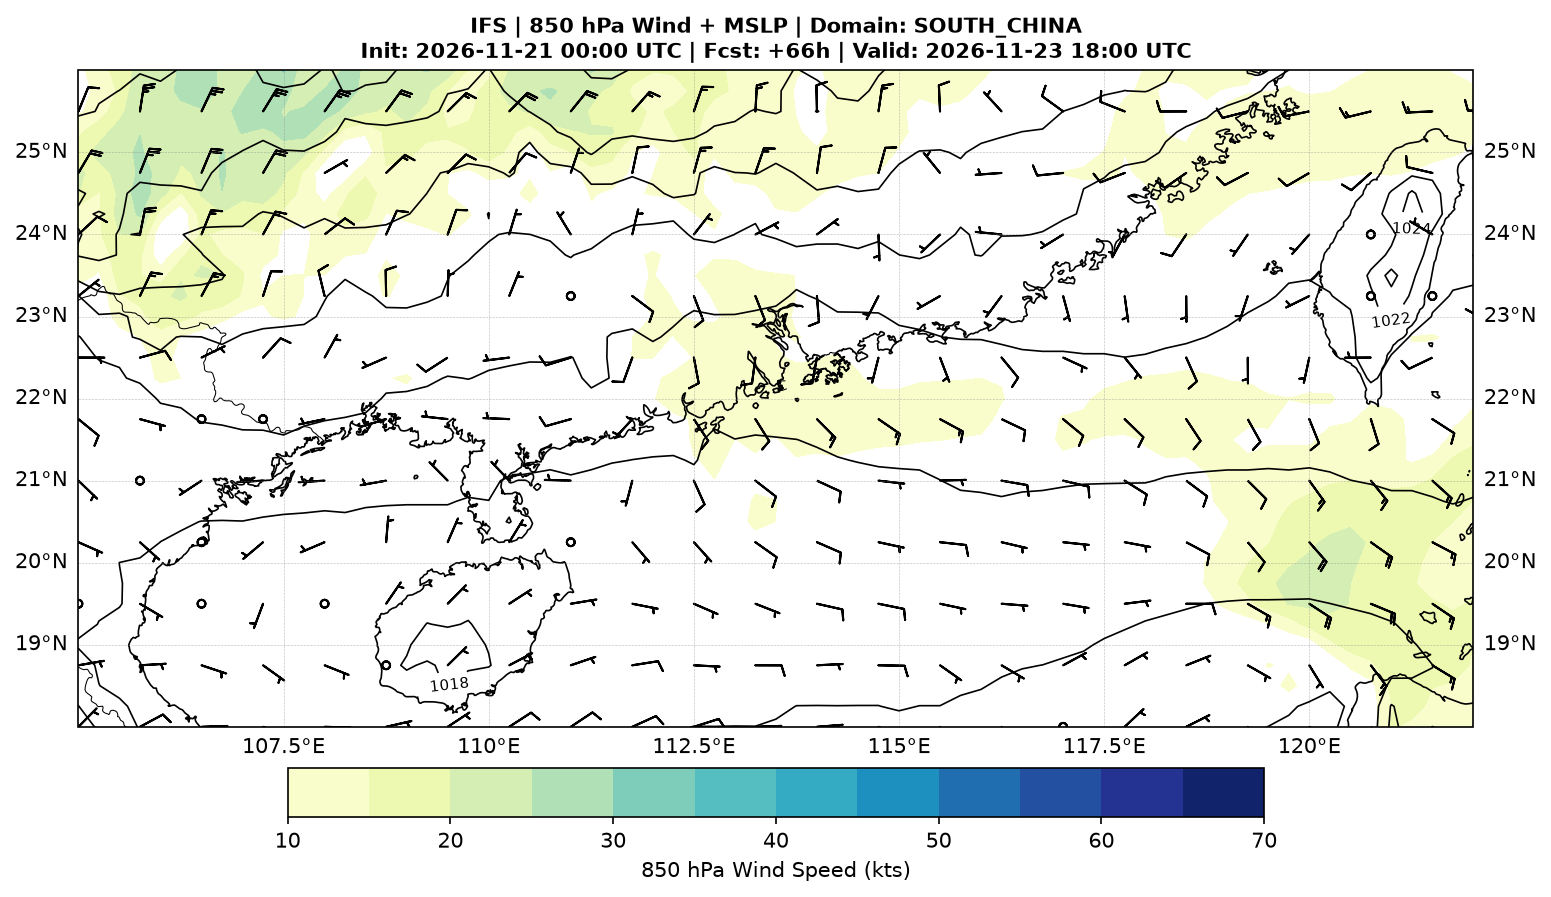 IFS | 850 hPa Wind + MSLP | Domain: SOUTH_CHINA
Init: 2026-11-21 00:00 UTC | Fcst: +66h | Valid: 2026-11-23 18:00 UTC
25°N 25°N
24°N 1024 24°N
23°N 1022 23°N
22°N 22°N
21°N 21°N
20°N 20°N
19°N 19°N
1018
107.5°E 110°E 112.5°E 115°E 117.5°E 120°E
10 20 30 40 50 60 70
850 hPa Wind Speed (kts)